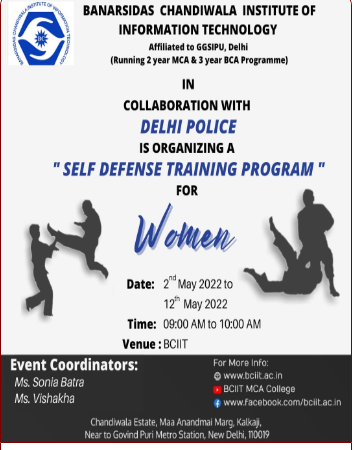 BANARSIDAS CHANDIWALA INSTITUTE OF
INFORMATION TECHNOLOGY
Affiliated to GGSIPU, Delhi
(Running 2 year MCA & 3 year BCA Programme)
IN
COLLABORATION WITH
DELHI POLICE
IS ORGANIZING A
" SELF DEFENSE TRAINING PROGRAM "
FOR
Women
Date: 2nd May 2022 to
12th May 2022
Time: 09:00 AM to 10:00 AM
Venue : BCIIT
Event Coordinators:
Ms. Sonia Batra
Ms. Vishakha
For More Info:
www.bciit.ac.in
BCIIT MCA College
www.facebook.com/bciit.ac.in
Chandiwala Estate, Maa Anandmai Marg, Kalkaji,
Near to Govind Puri Metro Station, New Delhi, 110019